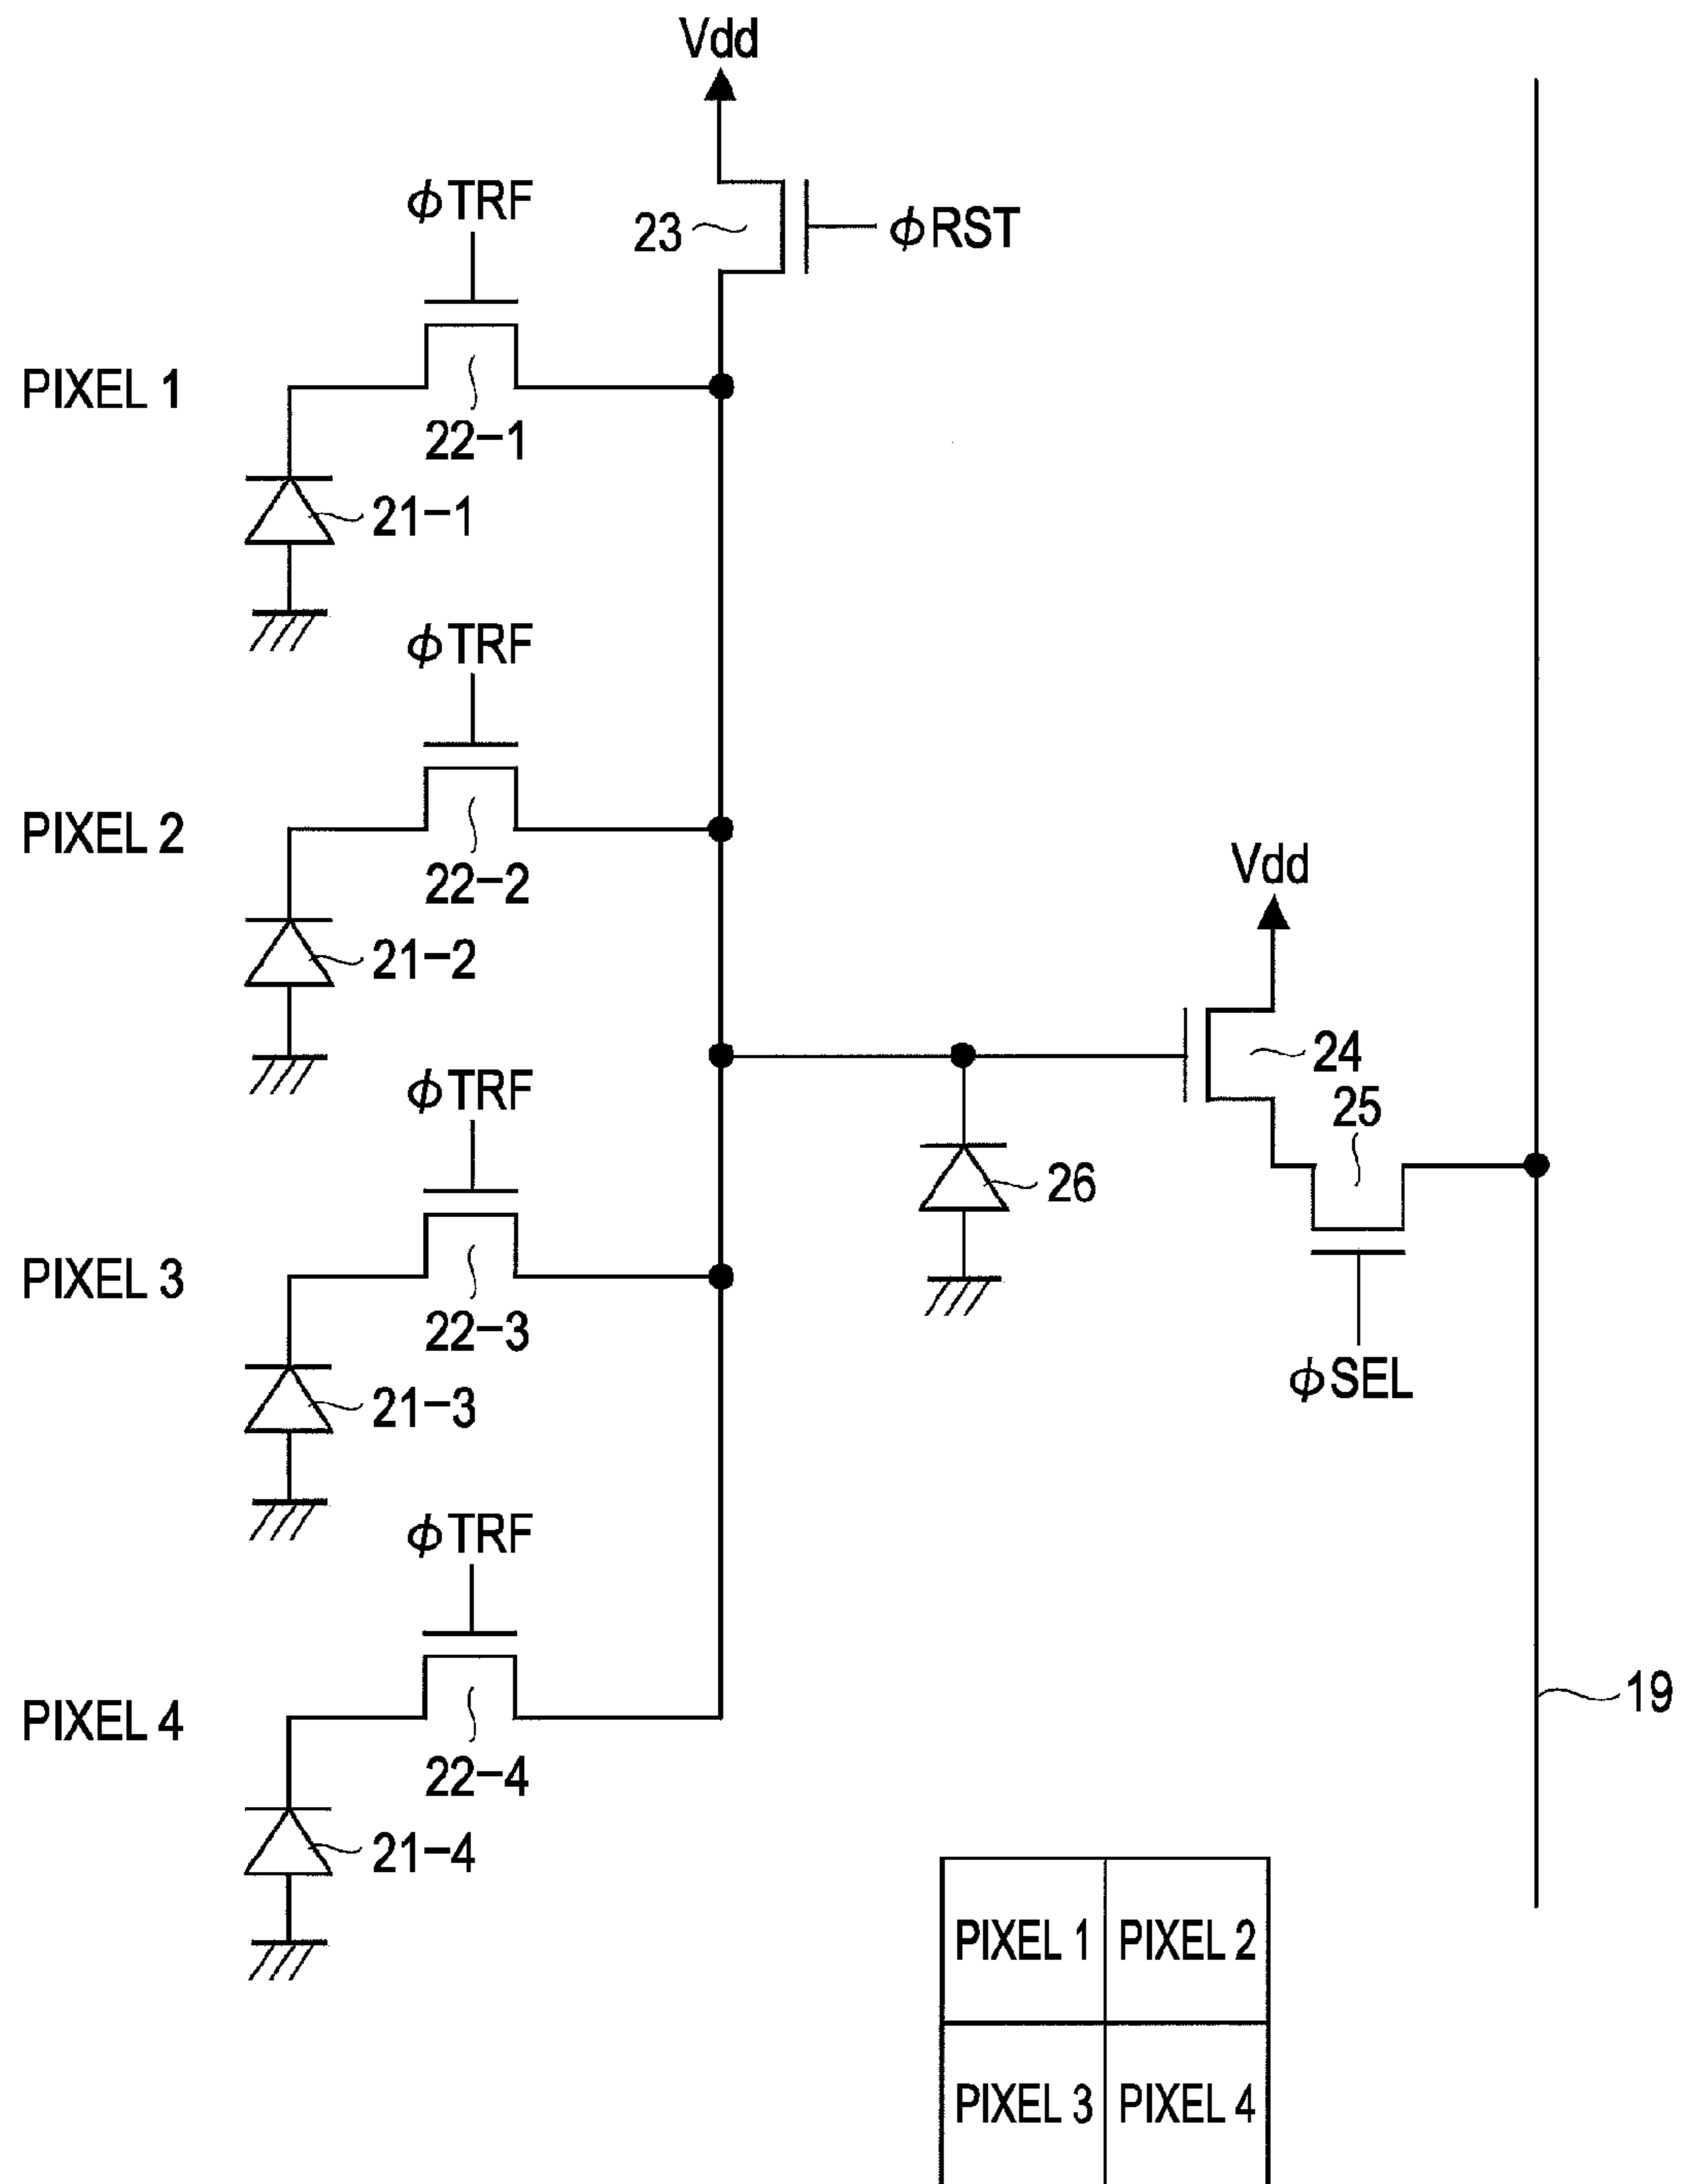 Vdd
ϕTRF
23
ϕRST
PIXEL 1
22-1
21-1
ϕTRF
PIXEL 2
22-2
Vdd
21-2
24
ϕTRF
25
26
PIXEL 3
22-3
ϕSEL
21-3
ϕTRF
19
PIXEL 4
22-4
21-4
PIXEL 1 PIXEL 2
PIXEL 3 PIXEL 4